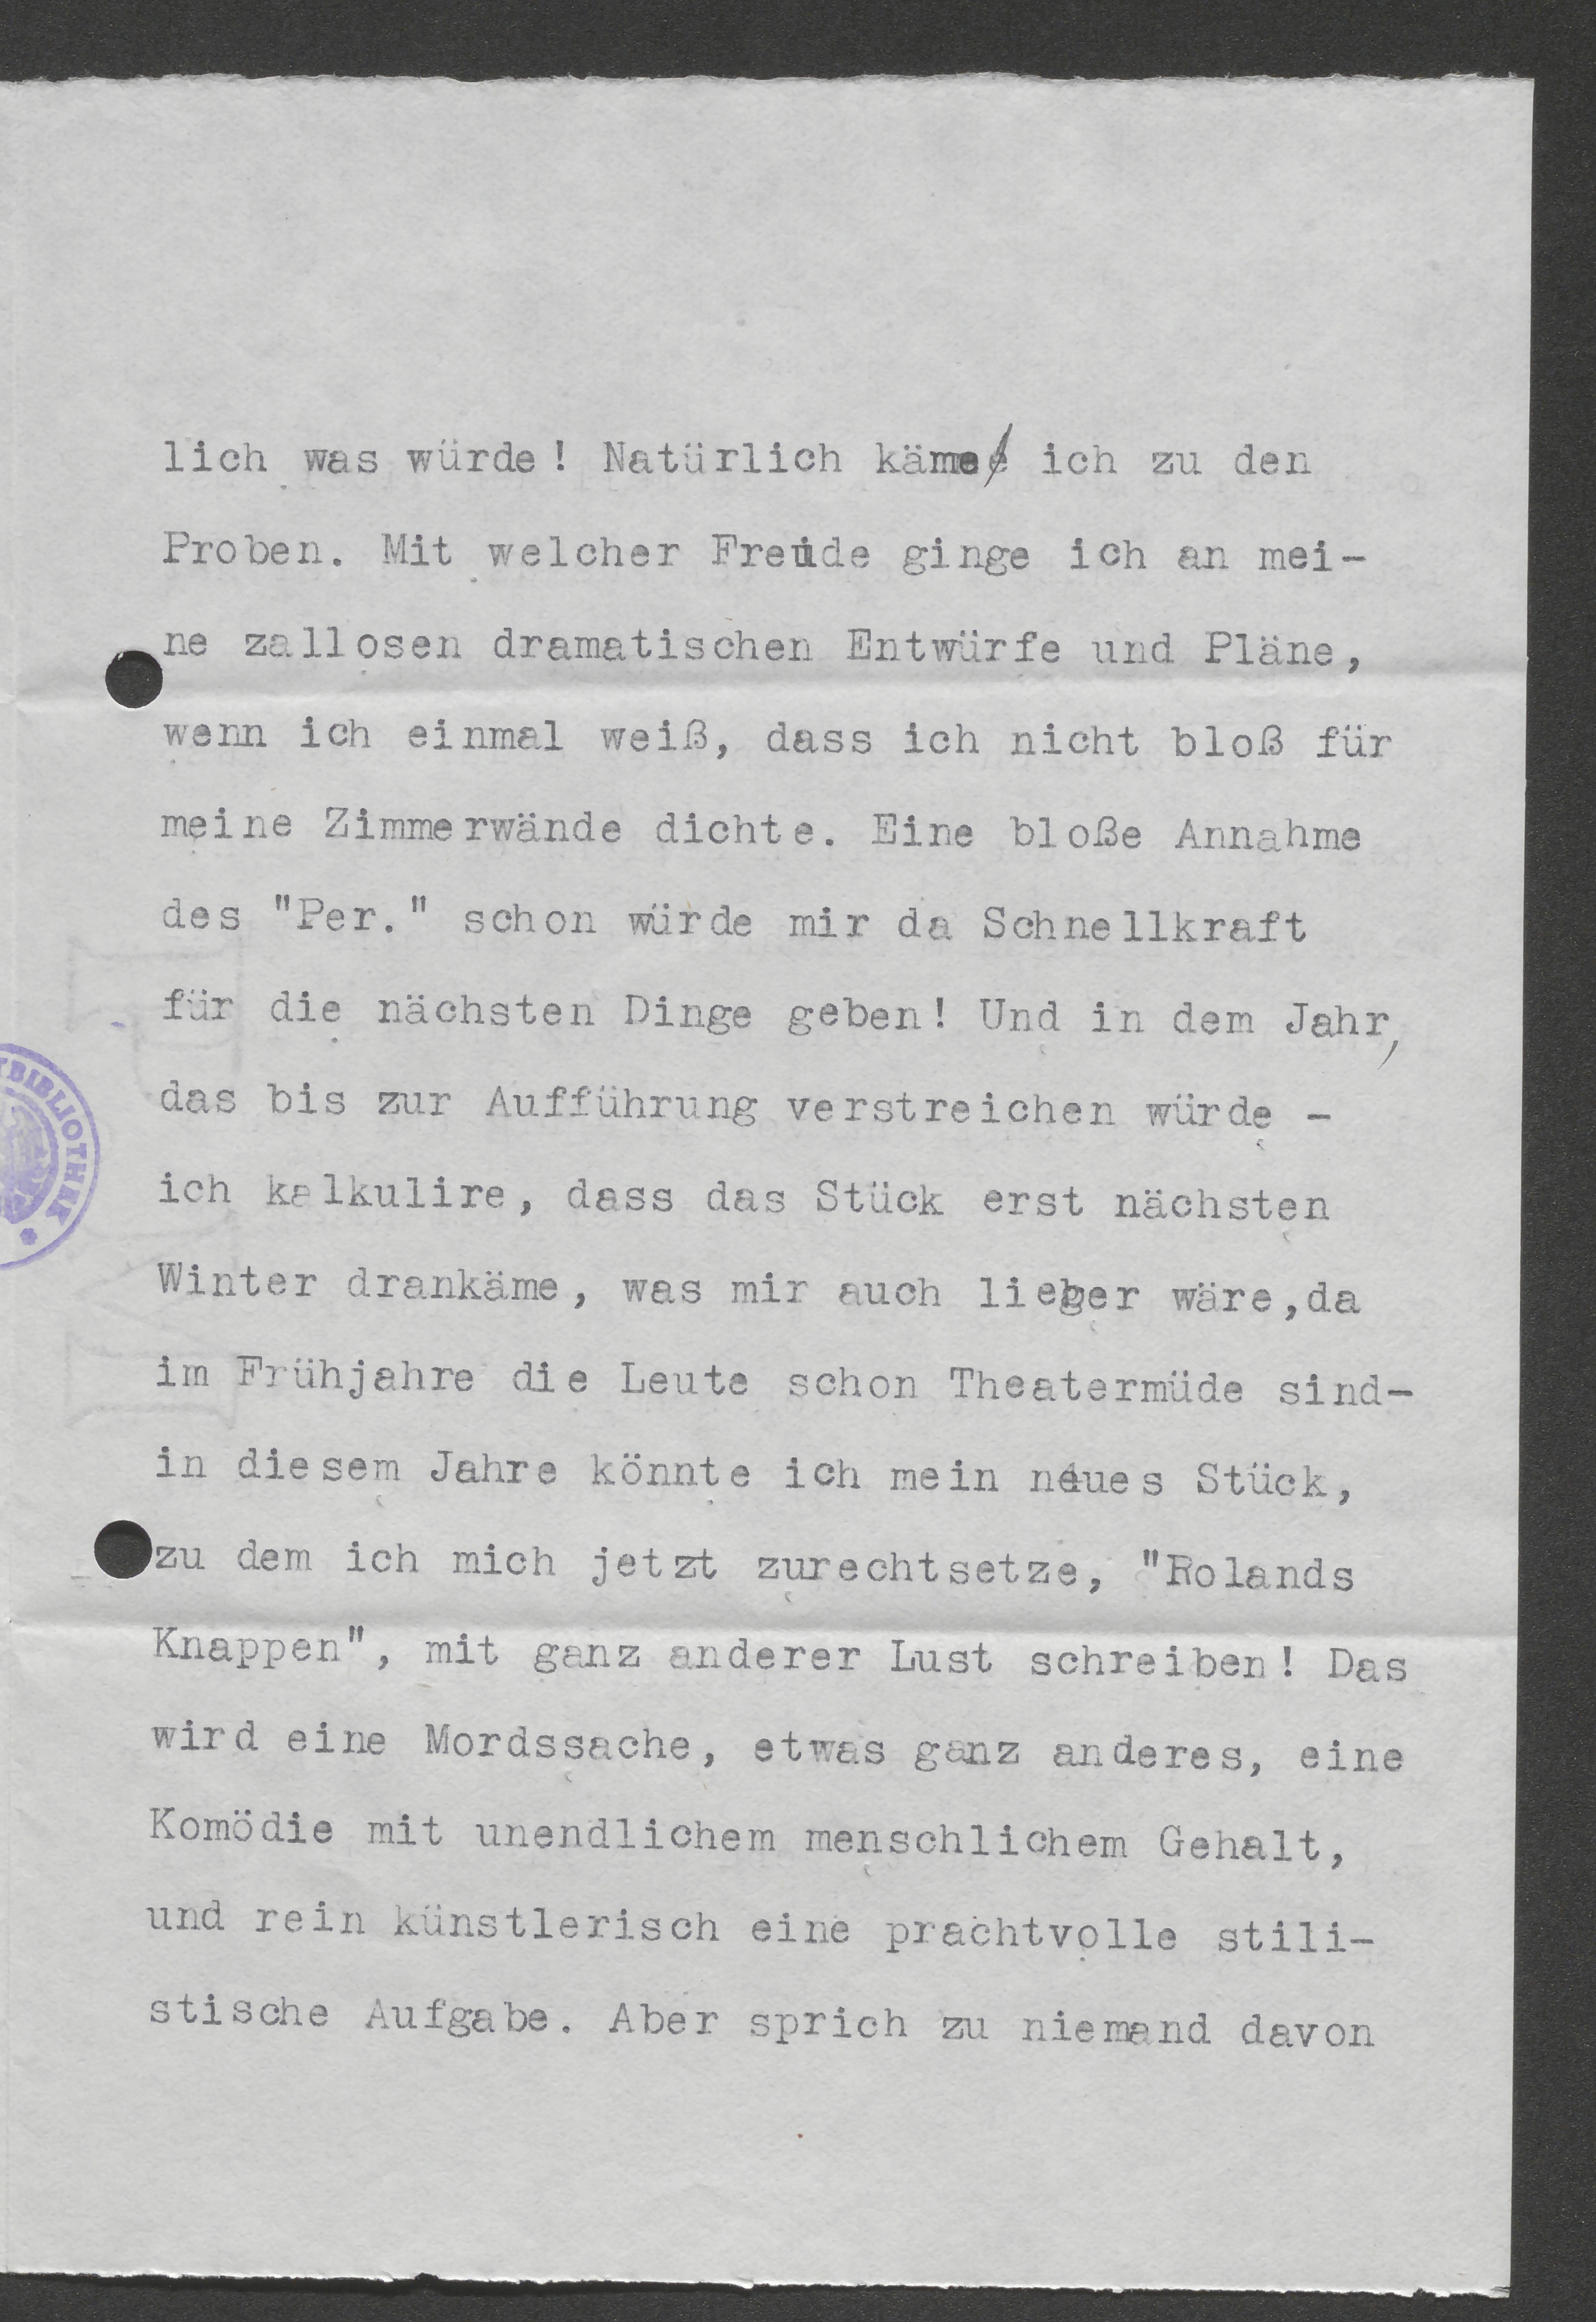 lich was würde! Natürlich käme ich zu den
Proben. Mit welcher Freude ginge ich an mei-
ne zallosen dramatischen Entwürfe und Pläne,
wenn ich einmal weiß, dass ich nicht bloß für
meine Zimmerwände dichte. Eine bloße Annahme
des "Per." schon würde mir da Schnellkraft
für die nächsten Dinge geben! Und in dem Jahr,
das bis zur Aufführung verstreichen würde -
ich kalkulire, dass das Stück erst nächsten
Winter drankäme, was mir auch lieber wäre,da
im Frühjahre die Leute schon Theatermüde sind-
in diesem Jahre könnte ich mein neues Stück,
zu dem ich mich jetzt zurechtsetze, "Rolands
Knappen", mit ganz anderer Lust schreiben! Das
wird eine Mordssache, etwas ganz anderes, eine
Komödie mit unendlichem menschlichem Gehalt,
und rein künstlerisch eine prachtvolle stili-
stische Aufgabe. Aber sprich zu niemand davon
TBIBLIOTHEK